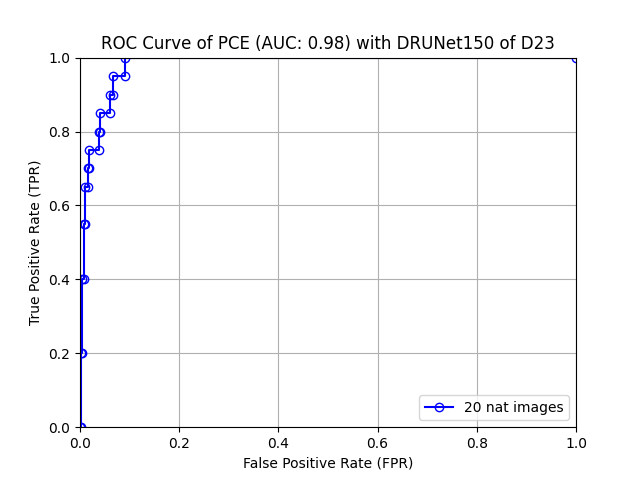 ROC Curve of PCE (AUC: 0.98) with DRUNet150 of D23
True Positive Rate (TPR)
1.0
0.8
0.6
0.4
0.2
0.0
20 nat images
0.0 0.2 0.4 0.6 0.8 1.0
False Positive Rate (FPR)